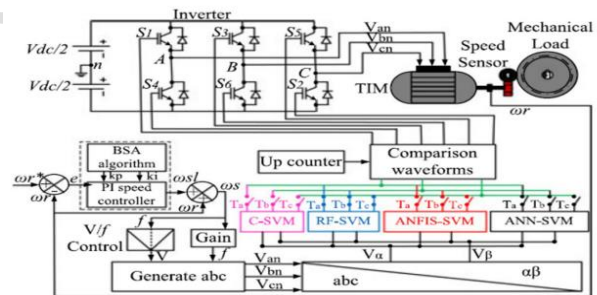 Inverter
Vdc/2
n
Vdc/2
S1
S3
S5
A
B
C
S4
S6
S2
Van
Vbn
Vcn
TIM
Speed
Sensor
Mechanical
Load
ωr
Up counter
Comparison
waveforms
BSA
algorithm
kp ki
ωr*
e
ωr
PI speed
controller
ωsl
ωr
ωs
Ta Tb Tc
C-SVM
Ta Tb Tc
RF-SVM
Ta Tb Tc
ANFIS-SVM
Ta Tb Tc
ANN-SVM
V/f
Control
f
V
Gain
f
Generate abc
Van
Vbn
Vcn
Vα
Vβ
abc
αβ